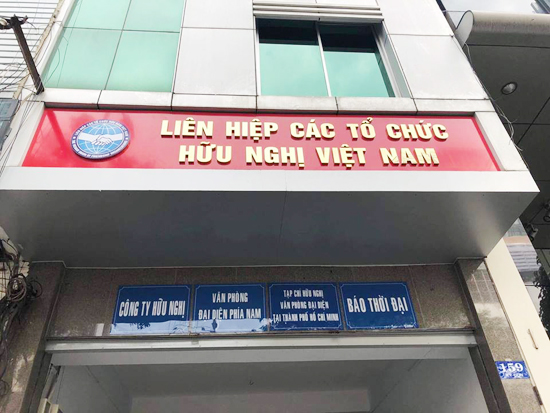 LIÊN HIỆP CÁC TỔ CHỨC
HỮU NGHỊ VIỆT NAM
CÔNG TY HỮU NGHỊ
VĂN PHÒNG
ĐẠI DIỆN PHÍA NAM
TẠP CHÍ HỮU NGHỊ
VĂN PHÒNG ĐẠI DIỆN
TẠI THÀNH PHỐ HỒ CHÍ MINH
BÁO THỜI ĐẠI
159